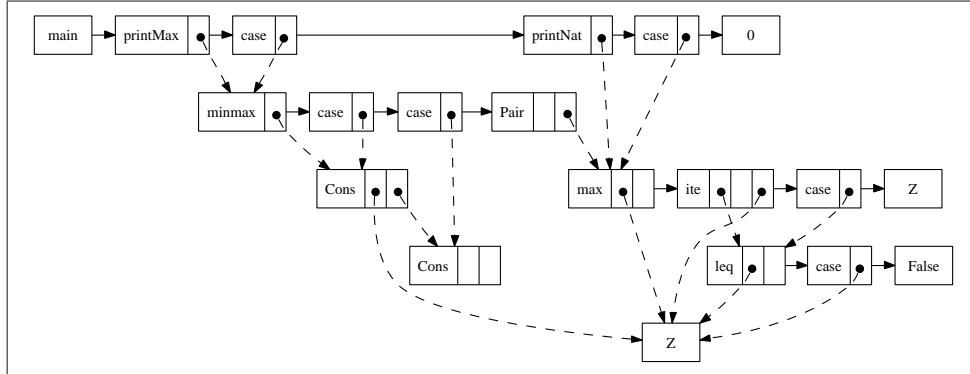 main printMax case printNat case 0
minmax case case Pair
Cons max ite case Z
Cons leq case False
Z